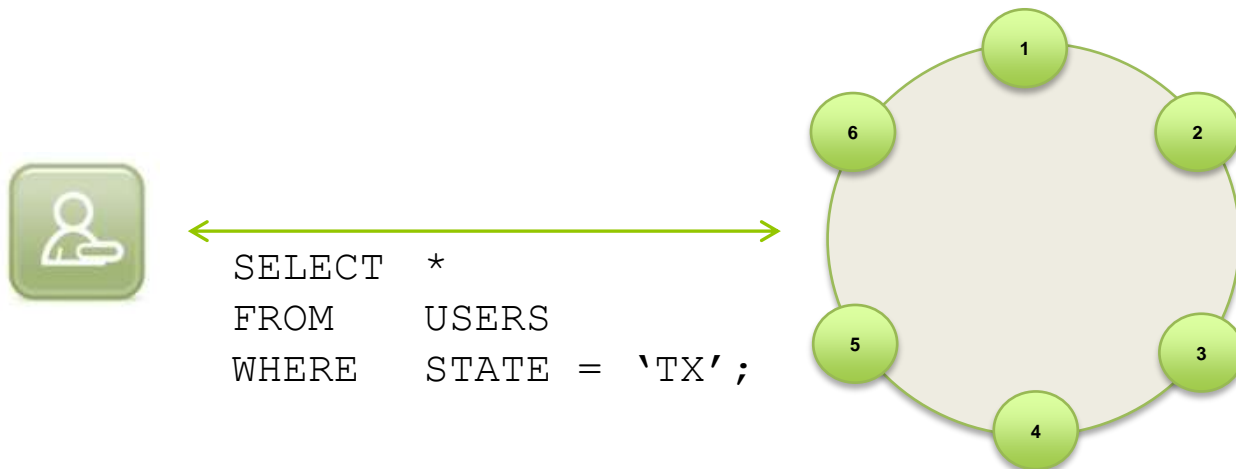 1
6
2
SELECT *
FROM USERS
WHERE STATE = ‘TX’;
5
3
4